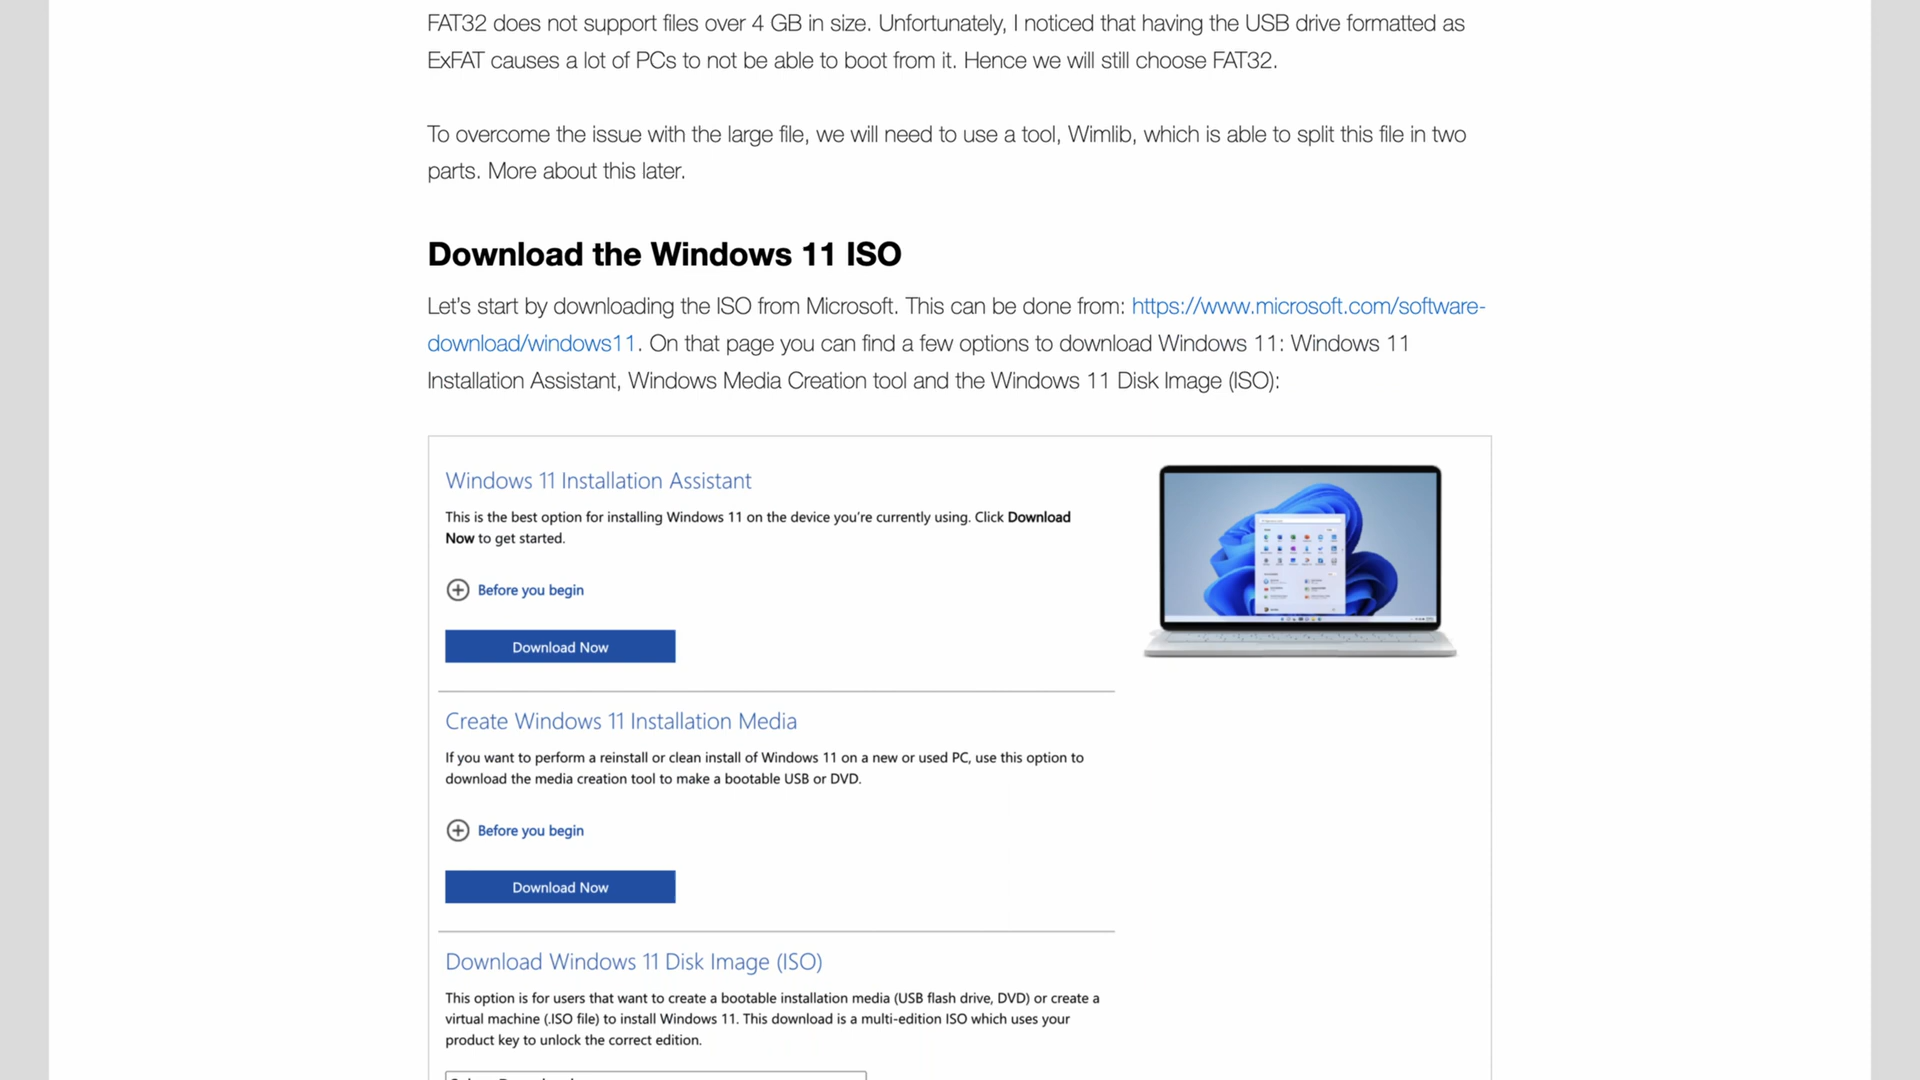 FAT32 does not support files over 4 GB in size. Unfortunately, I noticed that having the USB drive formatted as
ExFAT causes a lot of PCs to not be able to boot from it. Hence we will still choose FAT32.
To overcome the issue with the large file, we will need to use a tool, Wimlib, which is able to split this file in two
parts. More about this later.
Download the Windows 11 ISO
Let's start by downloading the ISO from Microsoft. This can be done from: https://www.microsoft.com/software-
download/windows11. On that page you can find a few options to download Windows 11: Windows 11
Installation Assistant, Windows Media Creation tool and the Windows 11 Disk Image (ISO):
Windows 11 Installation Assistant
This is the best option for installing Windows 11 on the device you're currently using. Click Download
Now to get started.
Before you begin
Download Now
Create Windows 11 Installation Media
If you want to perform a reinstall or clean install of Windows 11 on a new or used PC, use this option to
download the media creation tool to make a bootable USB or DVD.
Before you begin
Download Now
Download Windows 11 Disk Image (ISO)
This option is for users that want to create a bootable installation media (USB flash drive, DVD) or create a
virtual machine (.ISO file) to install Windows 11. This download is a multi-edition ISO which uses your
product key to unlock the correct edition.